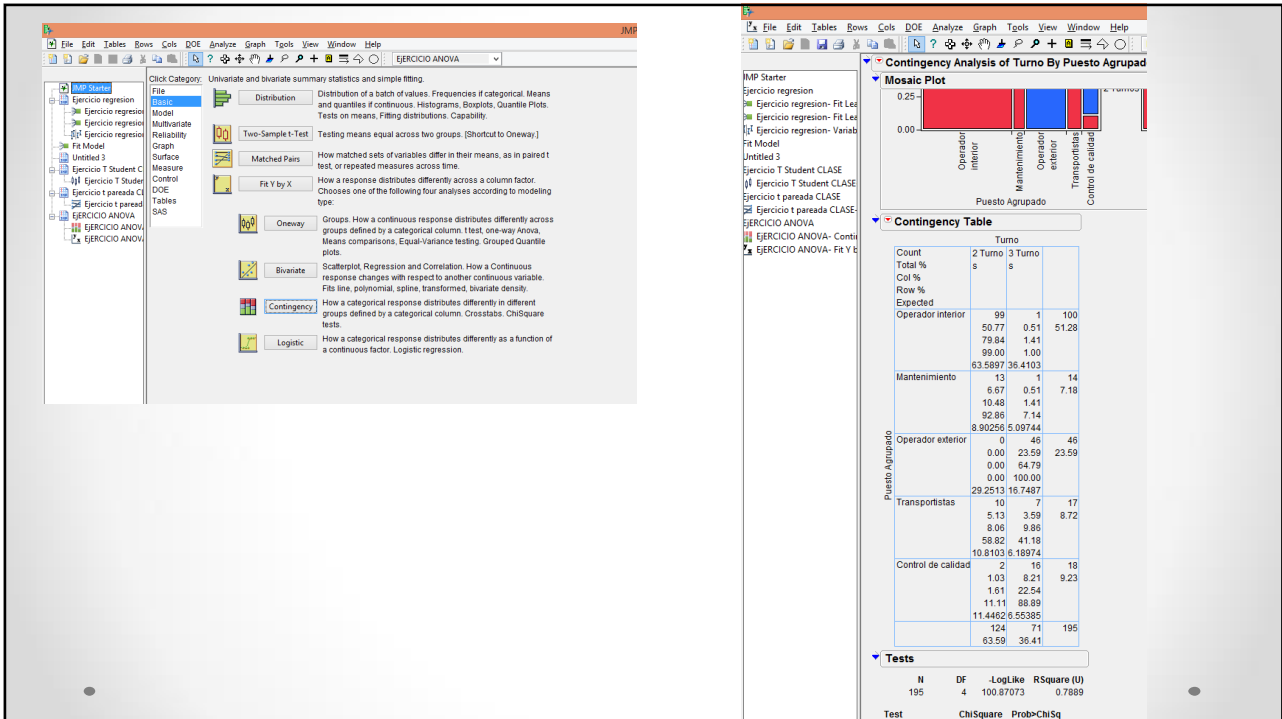 JMP
File Edit Tables Rows Cols DOE Analyze Graph Tools View Window Help
EjERCICIO ANOVA
JMP Starter
Ejercicio regresion
Ejercicio regresio
Ejercicio regresio
Ejercicio regresio
Fit Model
Untitled 3
Ejercicio T Student C
Ejercicio T Studer
Ejercicio t pareada Cl
Ejercicio t pareada
EjERCICIO ANOVA
EjERCICIO ANOV.
EjERCICIO ANOV.
Click Category:
File
Basic
Model
Multivariate
Reliability
Graph
Surface
Measure
Control
DOE
Tables
SAS
Univariate and bivariate summary statistics and simple fitting.
Distribution
Distribution of a batch of values. Frequencies if categorical. Means
and quantiles if continuous. Histograms, Boxplots, Quantile Plots.
Tests on means, Fitting distributions. Capability.
Two-Sample t-Test
Testing means equal across two groups. [Shortcut to Oneway.]
Matched Pairs
How matched sets of variables differ in their means, as in paired t
test, or repeated measures across time.
Fit Y by X
How a response distributes differently across a column factor.
Chooses one of the following four analyses according to modeling
type:
Oneway
Groups. How a continuous response distributes differently across
groups defined by a categorical column. t test, one-way Anova,
Means comparisons, Equal-Variance testing. Grouped Quantile
plots.
Bivariate
Scatterplot, Regression and Correlation. How a Continuous
response changes with respect to another continuous variable.
Fits line, polynomial, spline, transformed, bivariate density.
Contingency
How a categorical response distributes differently in different
groups defined by a categorical column. Crosstabs. ChiSquare
tests.
Logistic
How a categorical response distributes differently as a function of
a continuous factor. Logistic regression.
File Edit Tables Rows Cols DOE Analyze Graph Tools View Window Help
JMP Starter
Ejercicio regresion
Ejercicio regresion- Fit Lea
Ejercicio regresion- Fit Lea
Ejercicio regresion- Variab
Fit Model
Untitled 3
Ejercicio T Student CLASE
Ejercicio T Student CLASE
Ejercicio t pareada CLASE
Ejercicio t pareada CLASE-
EjERCICIO ANOVA
EjERCICIO ANOVA- Conti
EjERCICIO ANOVA- Fit Y b
Contingency Analysis of Turno By Puesto Agrupad
Mosaic Plot
0.25
0.00
Operador
interior
Mantenimiento
Operador
exterior
Transportistas
Control de calidad
Puesto Agrupado
Contingency Table
Turno
Count 2 Turno 3 Turno
Total % s s
Col %
Row %
Expected
Puesto Agrupado
Operador interior 99 1 100
50.77 0.51 51.28
79.84 1.41
99.00 1.00
63.5897 36.4103
Mantenimiento 13 1 14
6.67 0.51 7.18
10.48 1.41
92.86 7.14
8.90256 5.09744
Operador exterior 0 46 46
0.00 23.59 23.59
0.00 64.79
0.00 100.00
29.2513 16.7487
Transportistas 10 7 17
5.13 3.59 8.72
8.06 9.86
58.82 41.18
10.8103 6.18974
Control de calidad 2 16 18
1.03 8.21 9.23
1.61 22.54
11.11 88.89
11.4462 6.55385
124 71 195
63.59 36.41
Tests
N DF -LogLike RSquare (U)
195 4 100.87073 0.7889
Test ChiSquare Prob>ChiSq